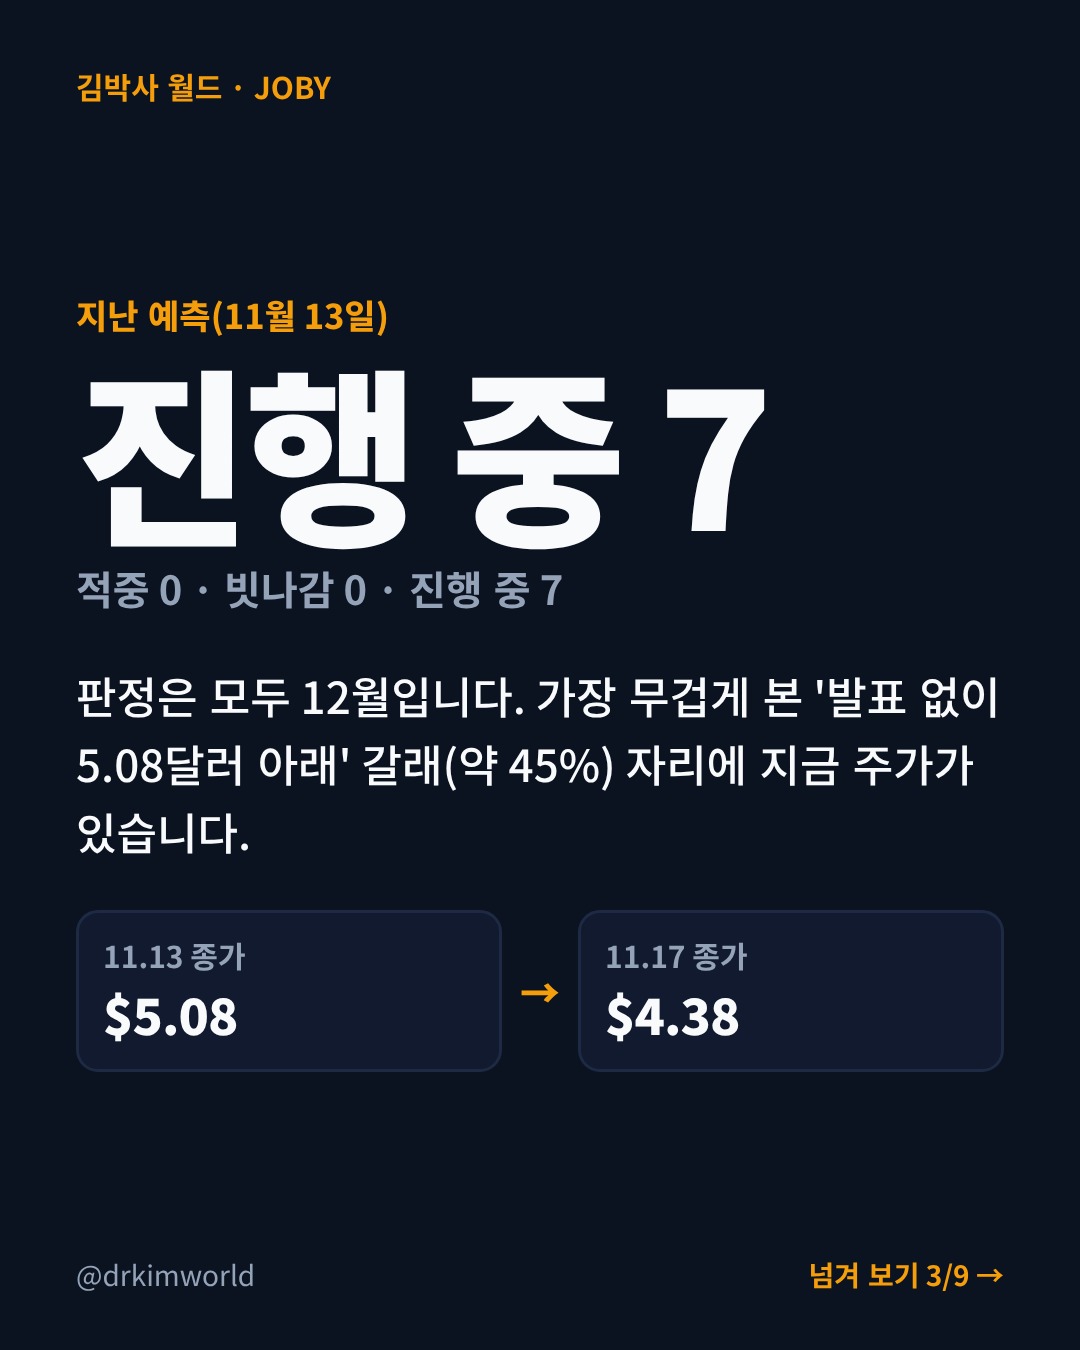 김박사 월드 · JOBY
지난 예측(11월 13일)
진행 중 7
적중 0 · 빗나감 0 · 진행 중 7
판정은 모두 12월입니다. 가장 무겁게 본 '발표 없이
5.08달러 아래' 갈래(약 45%) 자리에 지금 주가가
있습니다.
11.13 종가
$5.08
→
11.17 종가
$4.38
@drkimworld
넘겨 보기 3/9 →